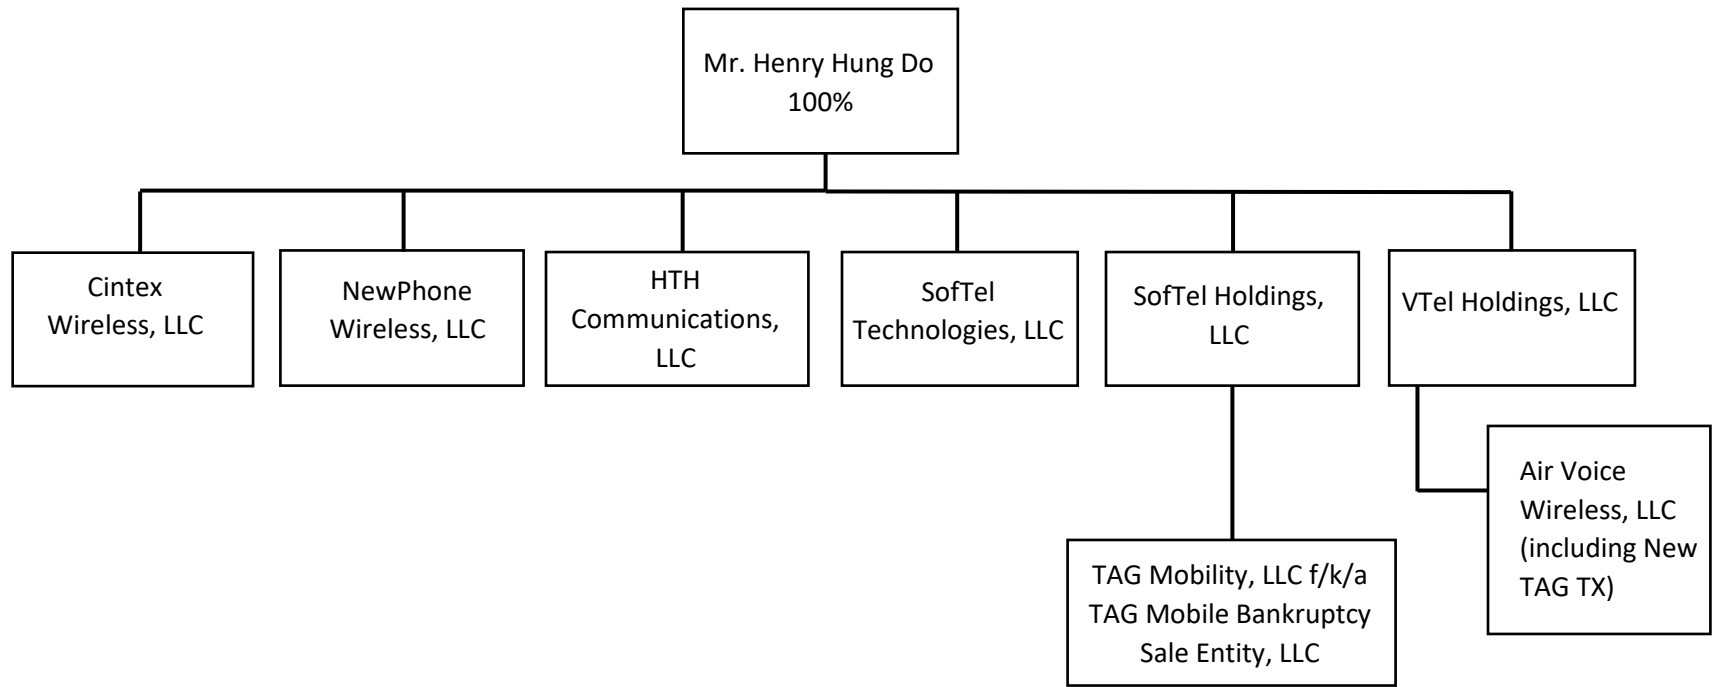 Mr. Henry Hung Do
100%
Cintex
Wireless, LLC
NewPhone
Wireless, LLC
HTH
Communications,
LLC
SofTel
Technologies, LLC
SofTel Holdings,
LLC
VTel Holdings, LLC
Air Voice
Wireless, LLC
(including New
TAG TX)
TAG Mobility, LLC f/k/a
TAG Mobile Bankruptcy
Sale Entity, LLC